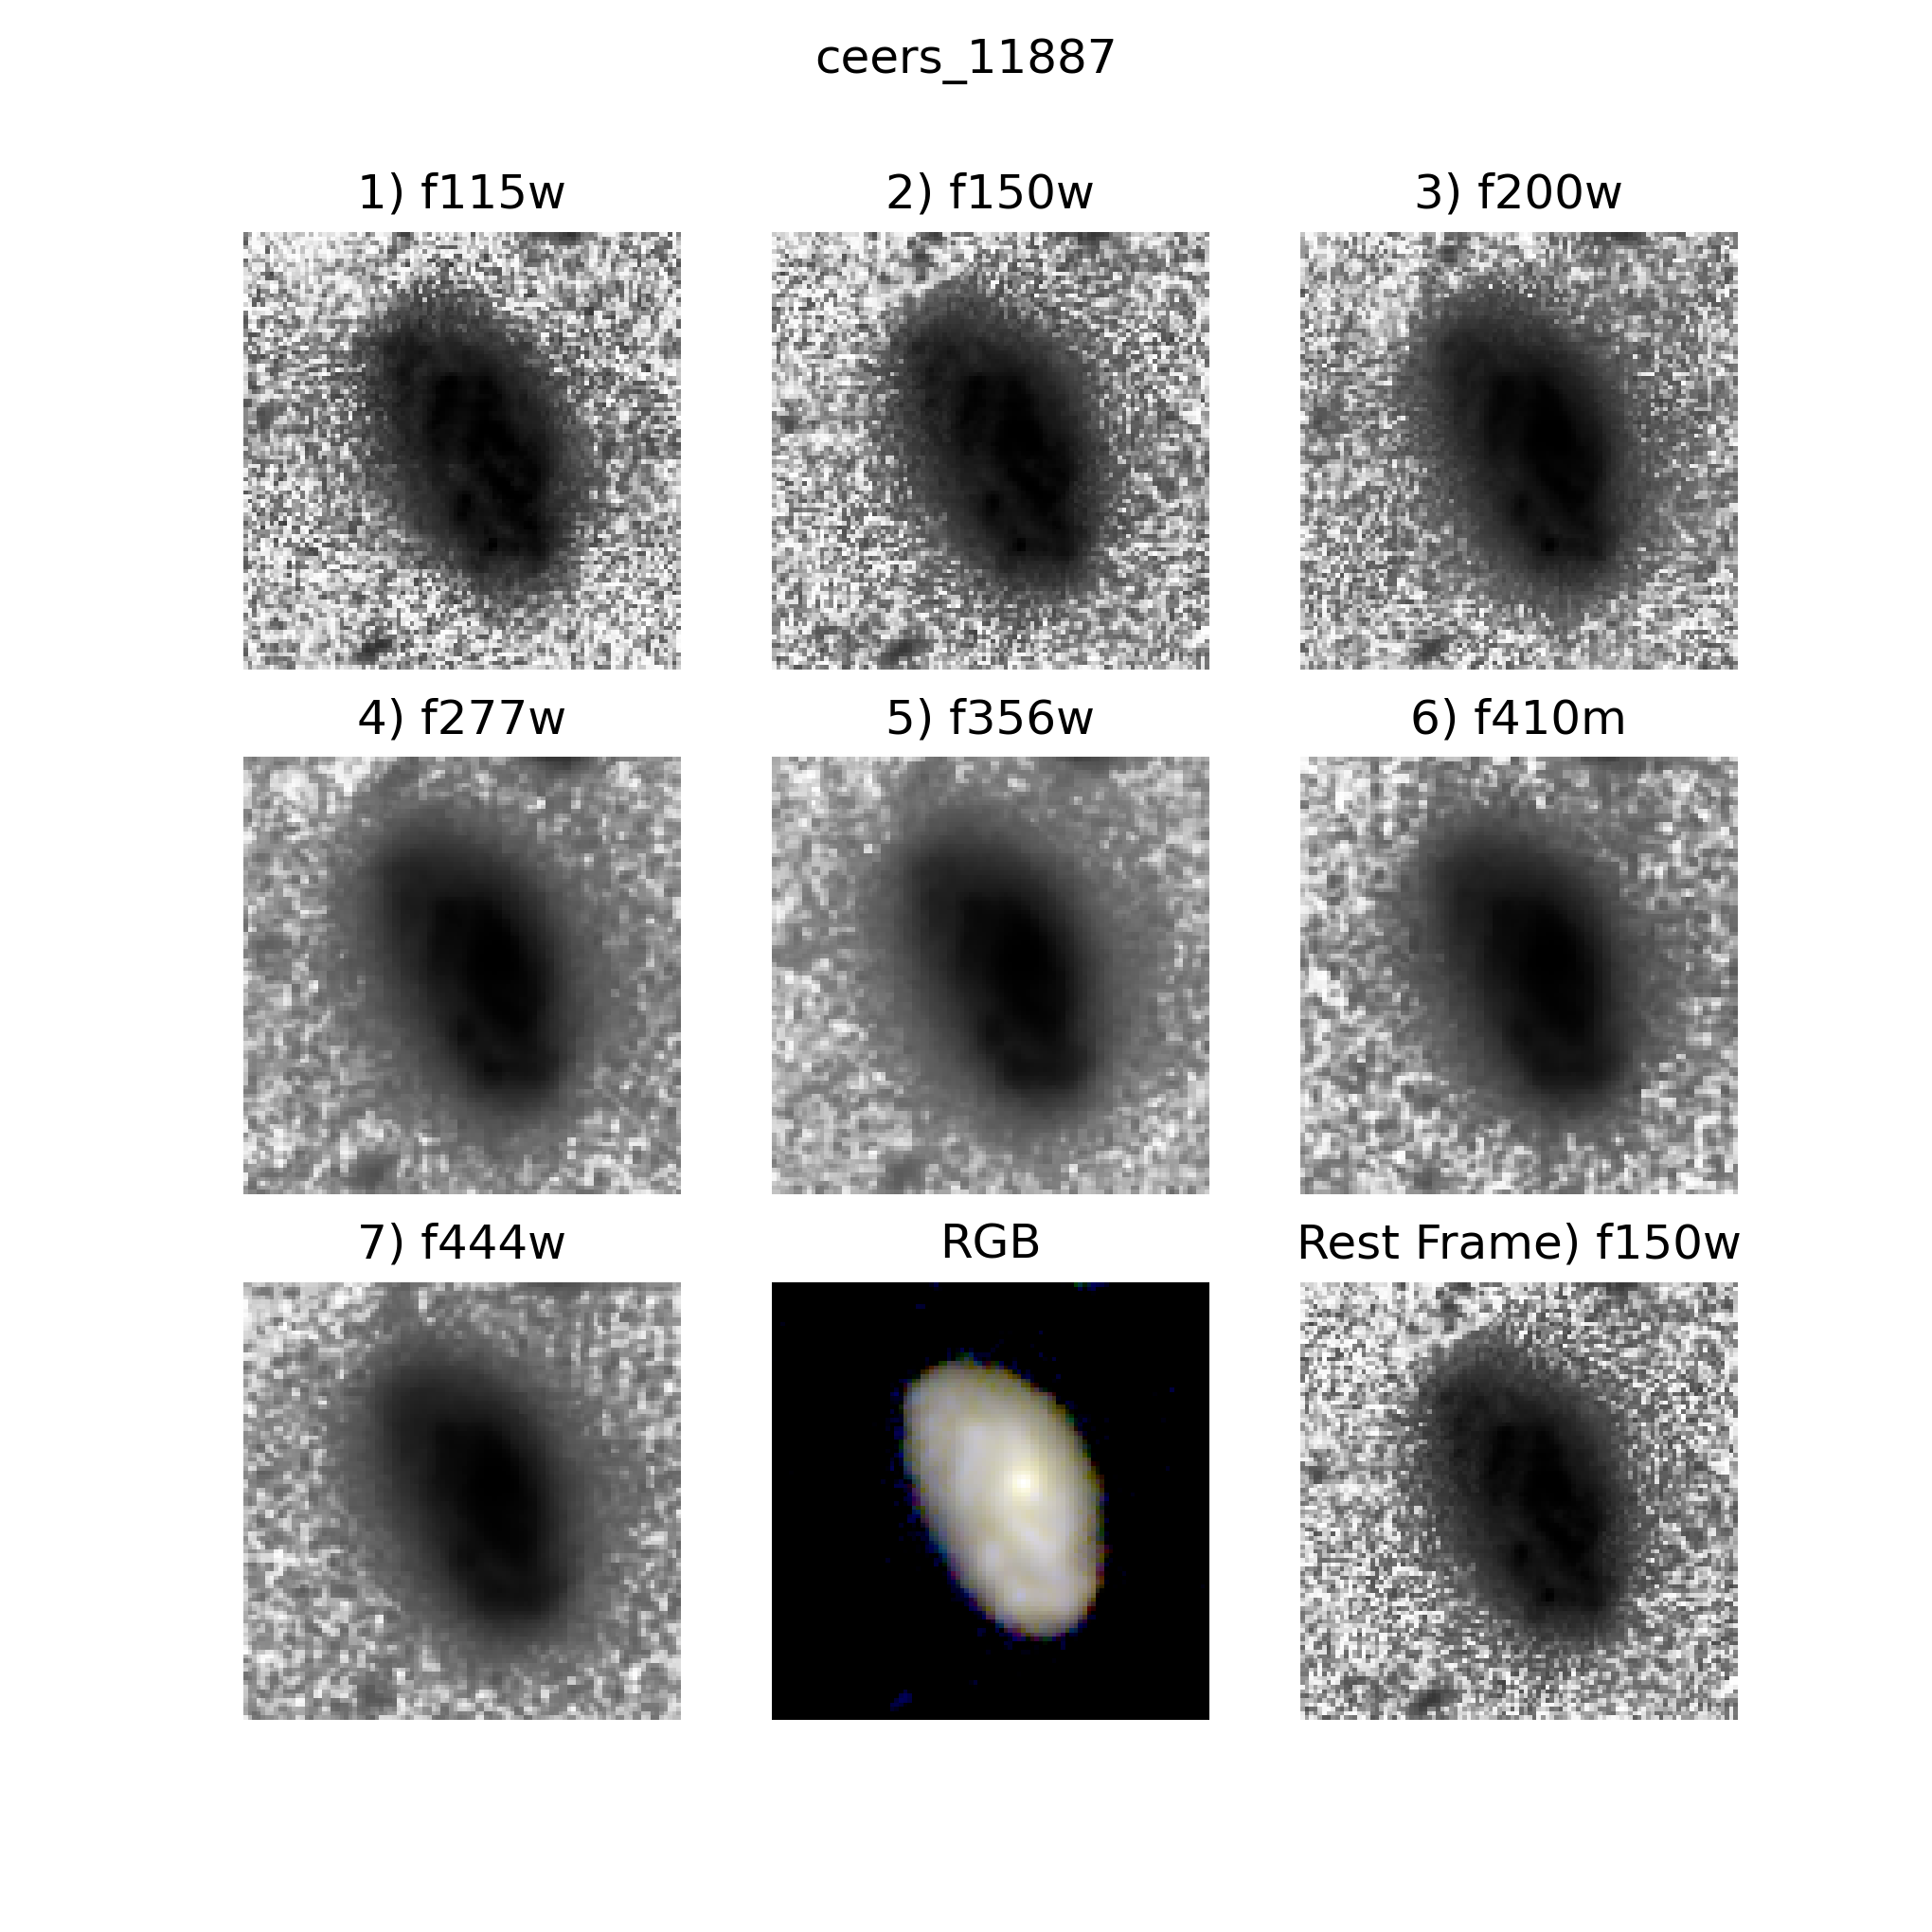 ceers_11887
1) f115w
2) f150w
3) f200w
4) f277w
5) f356w
6) f410m
7) f444w
RGB
Rest Frame) f150w